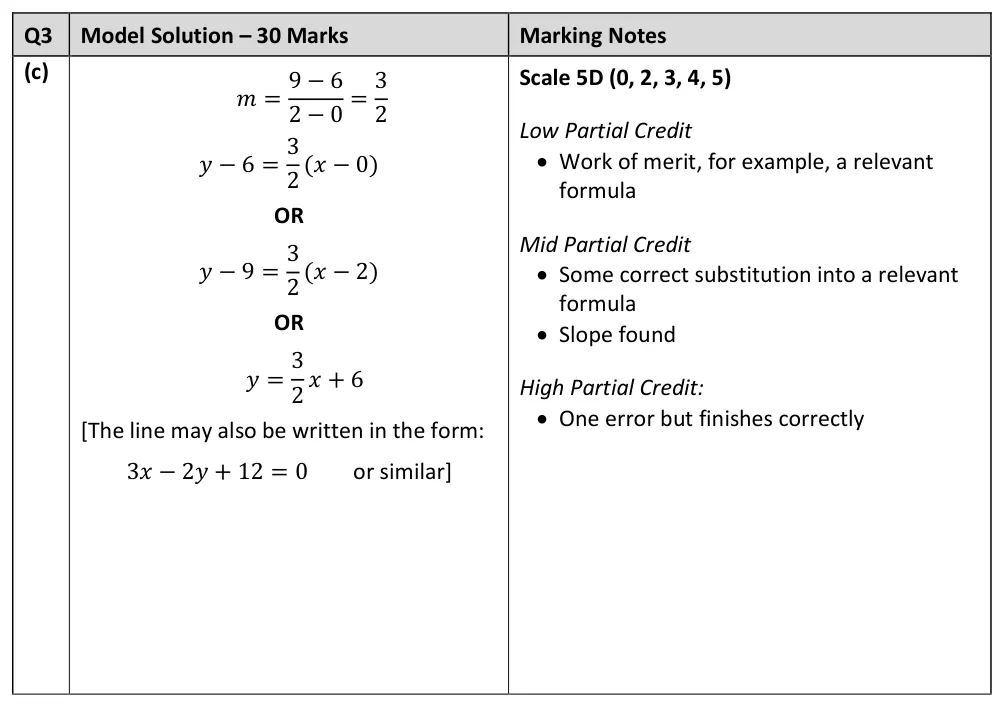 Q3 Model Solution – 30 Marks Marking Notes
(c)
m = (9 − 6)/(2 − 0) = 3/2
y − 6 = 3/2 (x − 0)
OR
y − 9 = 3/2 (x − 2)
OR
y = 3/2 x + 6
[The line may also be written in the form:
3x − 2y + 12 = 0 or similar]
Scale 5D (0, 2, 3, 4, 5)
Low Partial Credit
• Work of merit, for example, a relevant
formula
Mid Partial Credit
• Some correct substitution into a relevant
formula
• Slope found
High Partial Credit:
• One error but finishes correctly